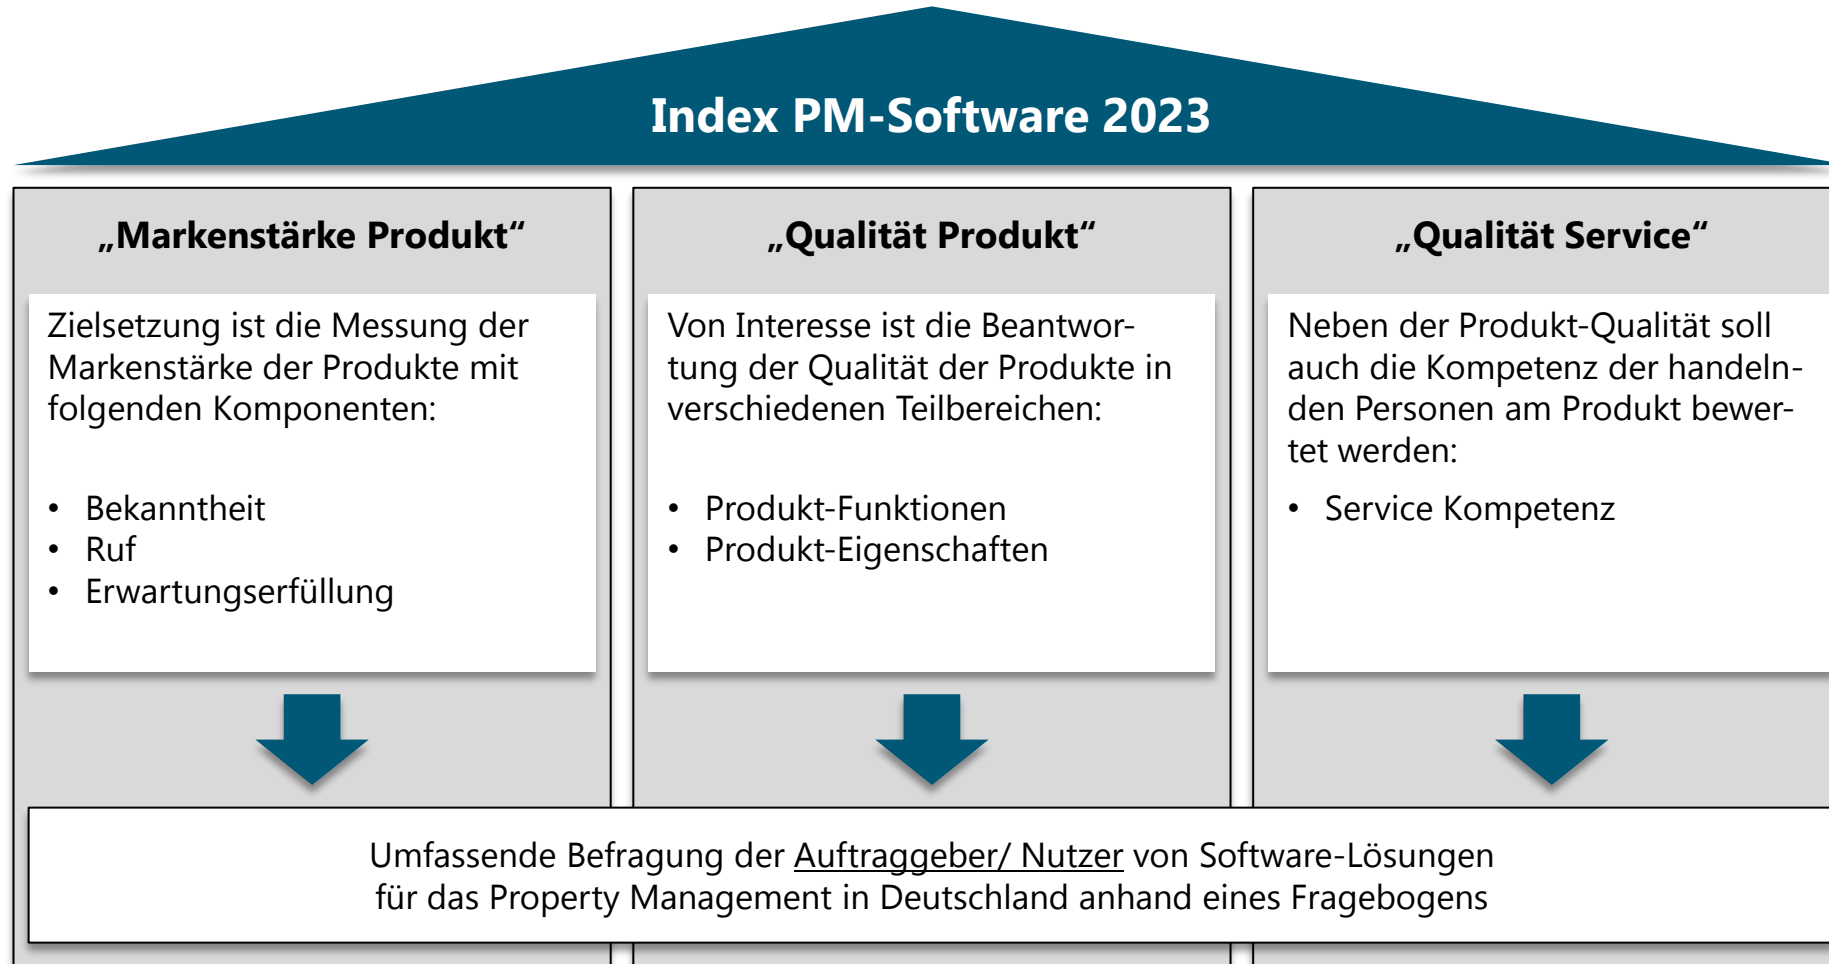 Index PM-Software 2023
„Markenstärke Produkt“
Zielsetzung ist die Messung der
Markenstärke der Produkte mit
folgenden Komponenten:
• Bekanntheit
• Ruf
• Erwartungserfüllung
„Qualität Produkt“
Von Interesse ist die Beantwor-
tung der Qualität der Produkte in
verschiedenen Teilbereichen:
• Produkt-Funktionen
• Produkt-Eigenschaften
„Qualität Service“
Neben der Produkt-Qualität soll
auch die Kompetenz der handeln-
den Personen am Produkt bewer-
tet werden:
• Service Kompetenz
Umfassende Befragung der Auftraggeber/ Nutzer von Software-Lösungen
für das Property Management in Deutschland anhand eines Fragebogens